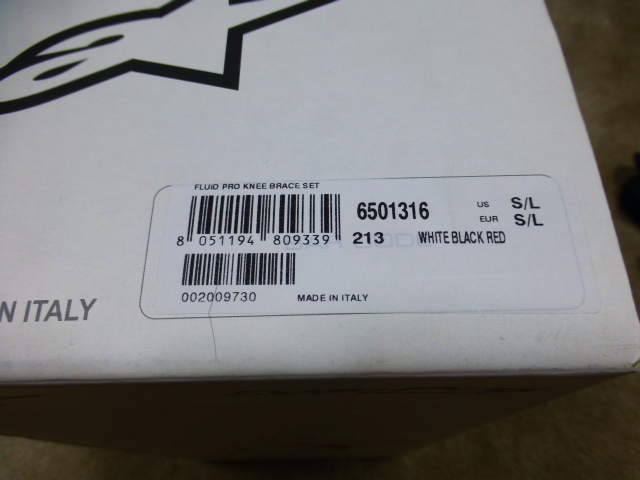 FLUID PRO KNEE BRACE SET
6501316 US S/L
EUR S/L
8 051194 809339 213 WHITE BLACK RED
002009730 MADE IN ITALY
N ITALY